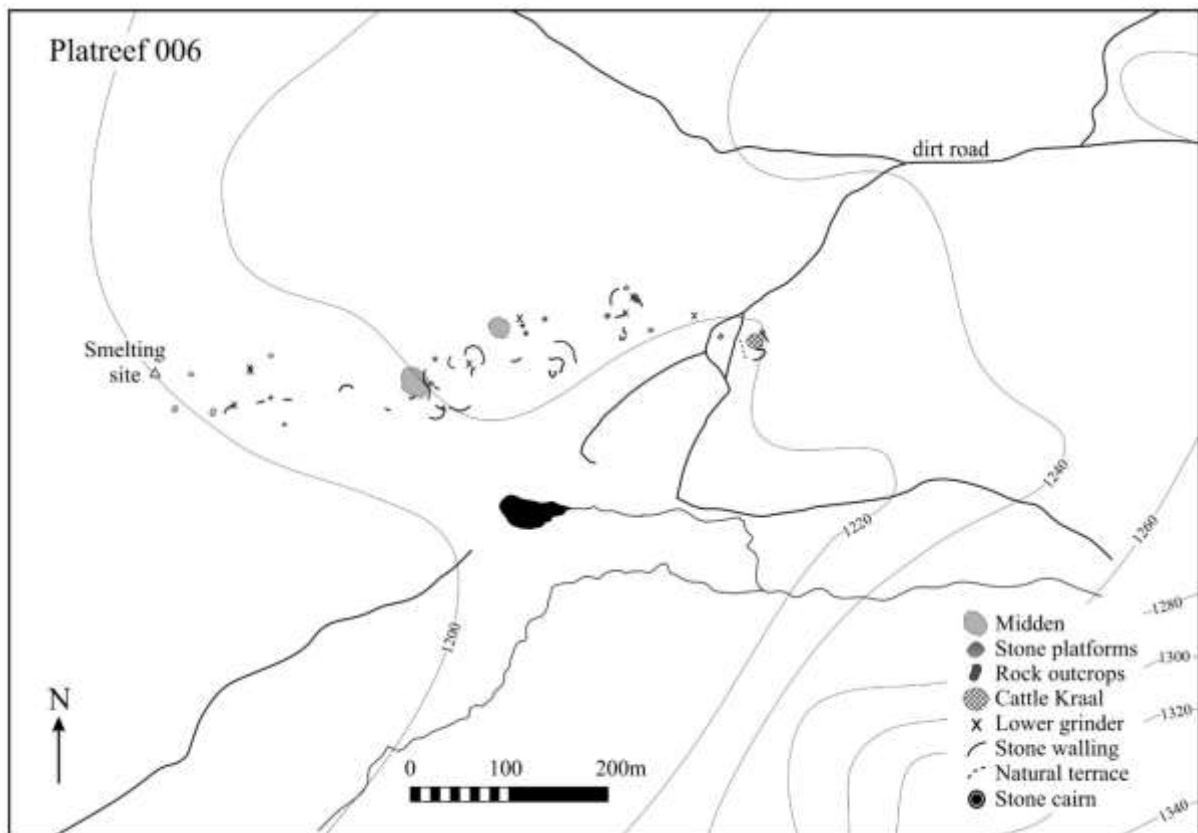 Platreef 006
dirt road
Smelting
site
1240
1220
1260
1200
1280
1300
1320
1340
Midden
Stone platforms
Rock outcrops
Cattle Kraal
Lower grinder
Stone walling
Natural terrace
Stone cairn
N
0 100 200m